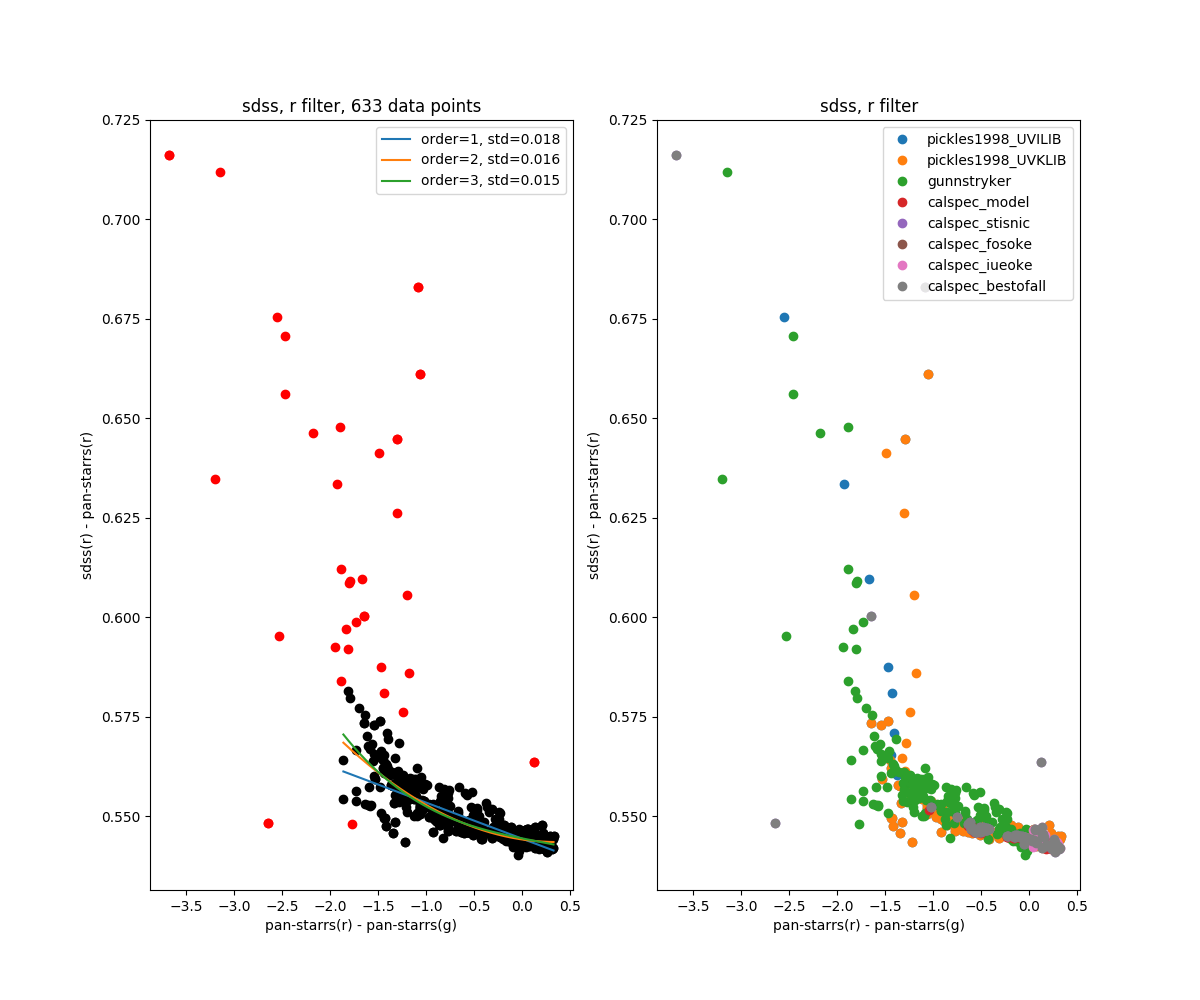 sdss, r filter, 633 data points
0.725
0.700
0.675
0.650
0.625
0.600
0.575
0.550
sdss(r) - pan-starrs(r)
order=1, std=0.018
order=2, std=0.016
order=3, std=0.015
−3.5 −3.0 −2.5 −2.0 −1.5 −1.0 −0.5 0.0 0.5
pan-starrs(r) - pan-starrs(g)
sdss, r filter
0.725
0.700
0.675
0.650
0.625
0.600
0.575
0.550
sdss(r) - pan-starrs(r)
pickles1998_UVILIB
pickles1998_UVKLIB
gunnstryker
calspec_model
calspec_stisnic
calspec_fosoke
calspec_iueoke
calspec_bestofall
−3.5 −3.0 −2.5 −2.0 −1.5 −1.0 −0.5 0.0 0.5
pan-starrs(r) - pan-starrs(g)